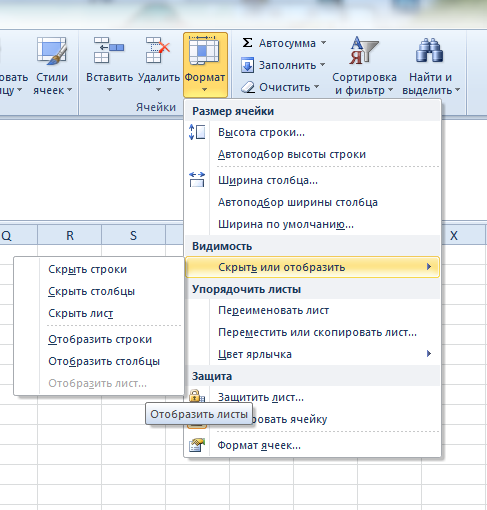 овать
цу
Стили
ячеек
Вставить
Удалить
Формат
Σ Автосумма
Заполнить
Очистить
Сортировка
и фильтр
Найти и
выделить
Ячейки
Размер ячейки
Высота строки...
Автоподбор высоты строки
Ширина столбца...
Автоподбор ширины столбца
Ширина по умолчанию...
Q R S X
Видимость
Скрыть или отобразить
Скрыть строки
Скрыть столбцы
Скрыть лист
Отобразить строки
Отобразить столбцы
Отобразить лист...
Отобразить листы
Упорядочить листы
Переименовать лист
Переместить или скопировать лист...
Цвет ярлычка
Защита
Защитить лист...
ровать ячейку
Формат ячеек...